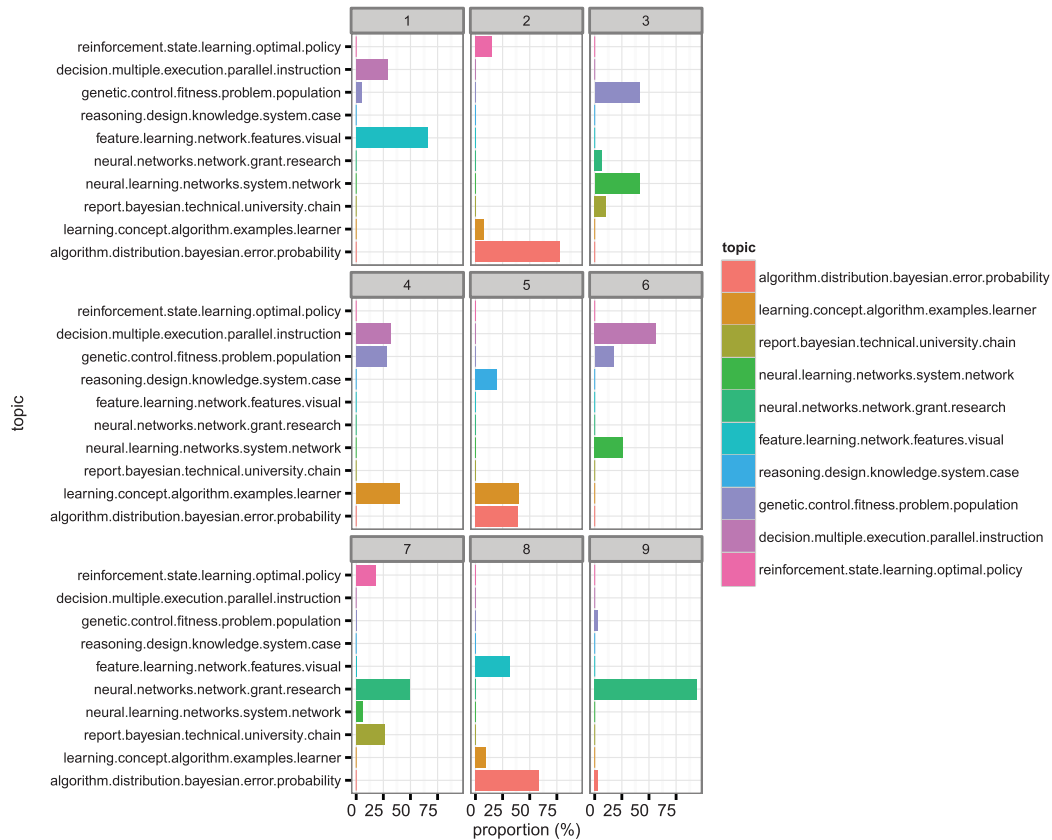 1 2 3
reinforcement.state.learning.optimal.policy
decision.multiple.execution.parallel.instruction
genetic.control.fitness.problem.population
reasoning.design.knowledge.system.case
feature.learning.network.features.visual
neural.networks.network.grant.research
neural.learning.networks.system.network
report.bayesian.technical.university.chain
learning.concept.algorithm.examples.learner
algorithm.distribution.bayesian.error.probability
4 5 6
reinforcement.state.learning.optimal.policy
decision.multiple.execution.parallel.instruction
genetic.control.fitness.problem.population
reasoning.design.knowledge.system.case
feature.learning.network.features.visual
neural.networks.network.grant.research
neural.learning.networks.system.network
report.bayesian.technical.university.chain
learning.concept.algorithm.examples.learner
algorithm.distribution.bayesian.error.probability
7 8 9
reinforcement.state.learning.optimal.policy
decision.multiple.execution.parallel.instruction
genetic.control.fitness.problem.population
reasoning.design.knowledge.system.case
feature.learning.network.features.visual
neural.networks.network.grant.research
neural.learning.networks.system.network
report.bayesian.technical.university.chain
learning.concept.algorithm.examples.learner
algorithm.distribution.bayesian.error.probability
0 25 50 75 0 25 50 75 0 25 50 75
proportion (%)
topic
topic
algorithm.distribution.bayesian.error.probability
learning.concept.algorithm.examples.learner
report.bayesian.technical.university.chain
neural.learning.networks.system.network
neural.networks.network.grant.research
feature.learning.network.features.visual
reasoning.design.knowledge.system.case
genetic.control.fitness.problem.population
decision.multiple.execution.parallel.instruction
reinforcement.state.learning.optimal.policy